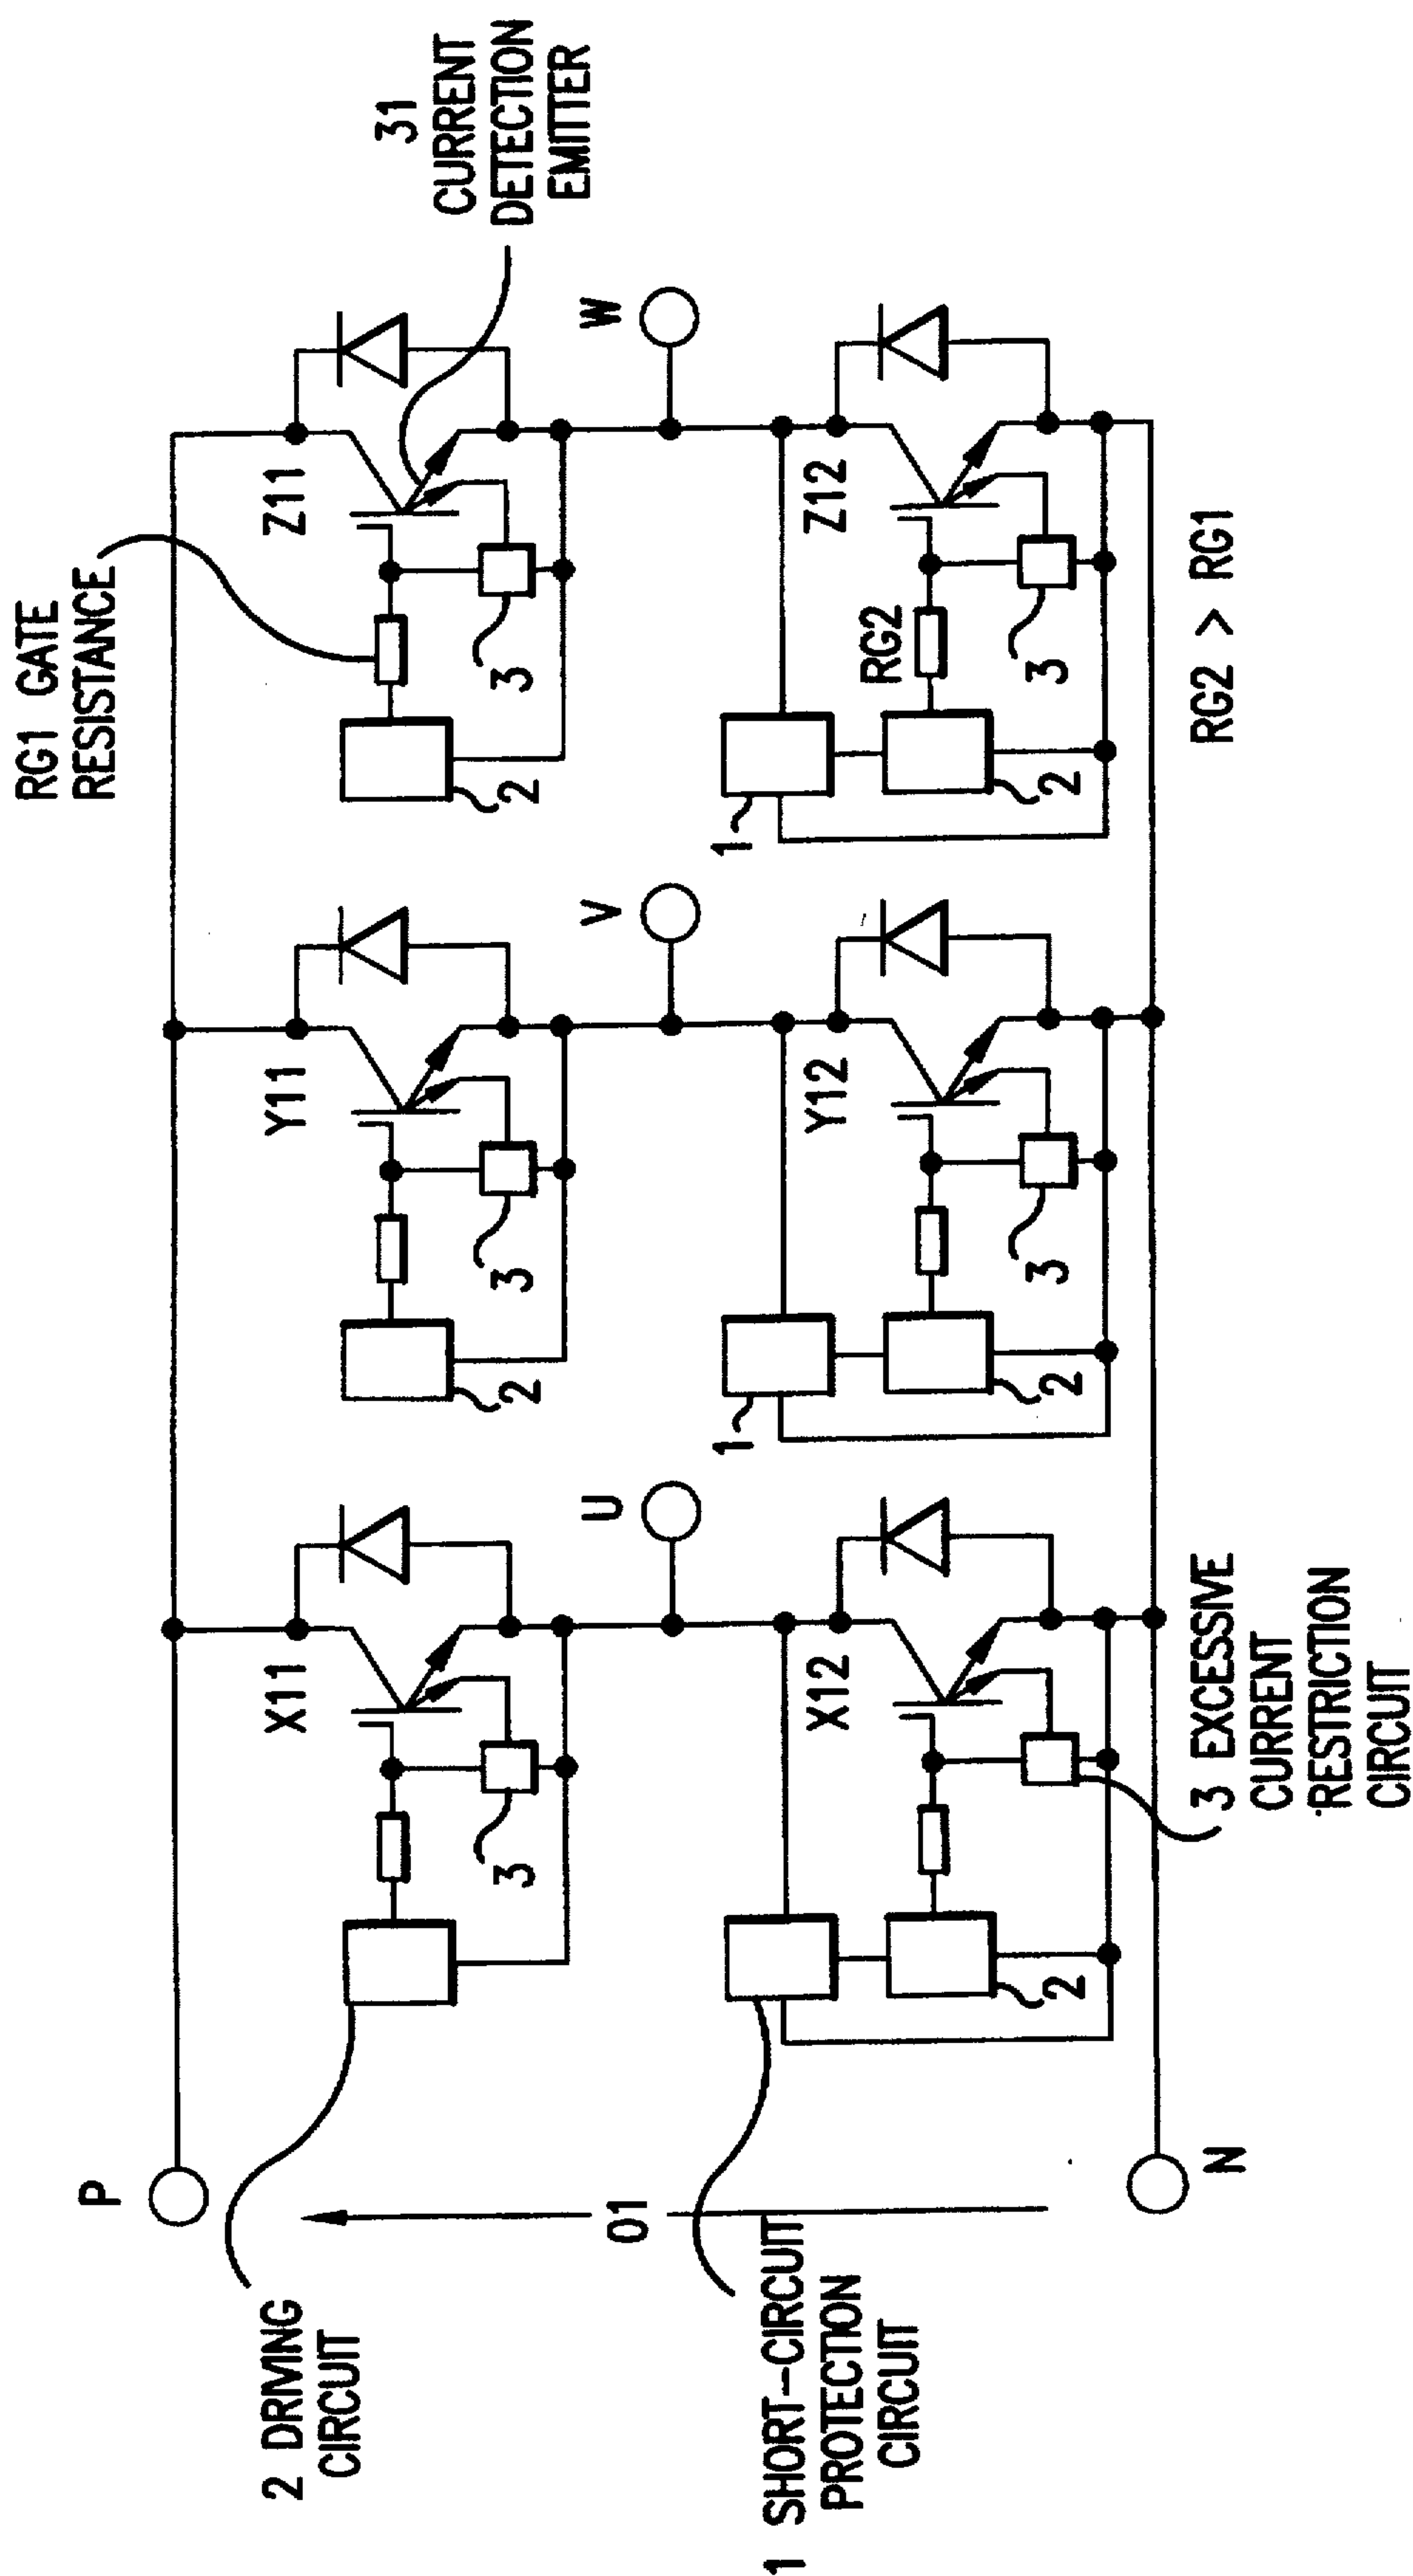 P
2 DRIVING
CIRCUIT
01
1 SHORT-CIRCUIT
PROTECTION
CIRCUIT
N
X11
3
U
X12
2
3 EXCESSIVE
CURRENT
RESTRICTION
CIRCUIT
Y11
2
3
V
Y12
1
2
3
RG1 GATE
RESISTANCE
Z11
2
3
31
CURRENT
DETECTION
EMITTER
W
Z12
RG2
1
2
3
RG2 > RG1